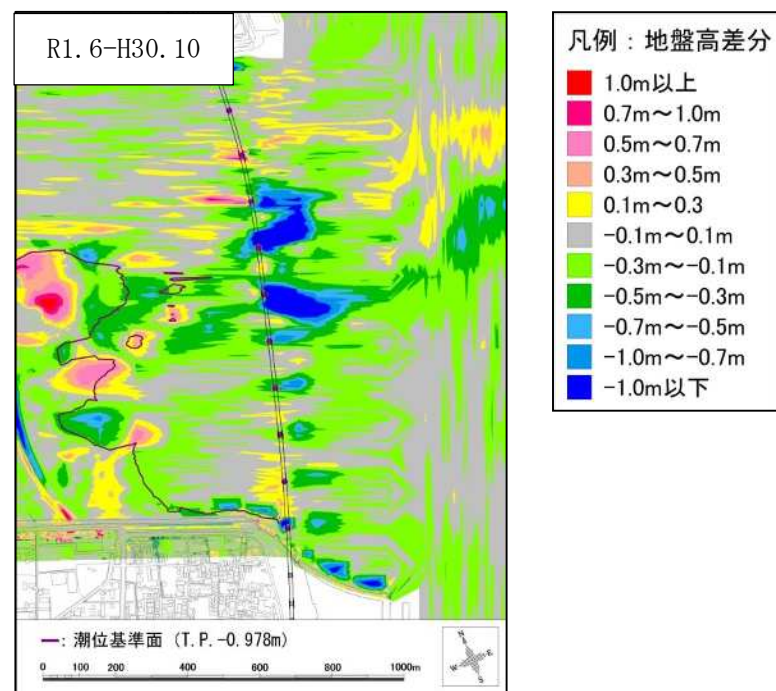 R1.6-H30.10
凡例：地盤高差分
1.0m以上
0.7m～1.0m
0.5m～0.7m
0.3m～0.5m
0.1m～0.3
-0.1m～0.1m
-0.3m～-0.1m
-0.5m～-0.3m
-0.7m～-0.5m
-1.0m～-0.7m
-1.0m以下
━: 潮位基準面 (T.P.-0.978m)
0 100 200 400 600 800 1000m
N
W E
S